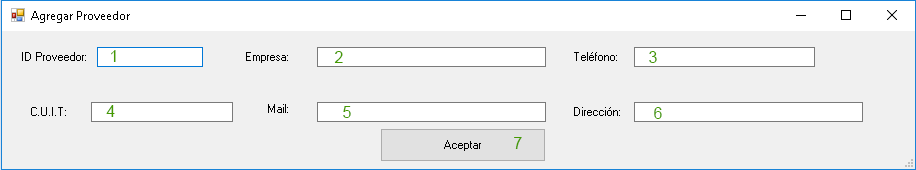 Agregar Proveedor
ID Proveedor: 1 Empresa: 2 Teléfono: 3
C.U.I.T: 4 Mail: 5 Dirección: 6
Aceptar 7